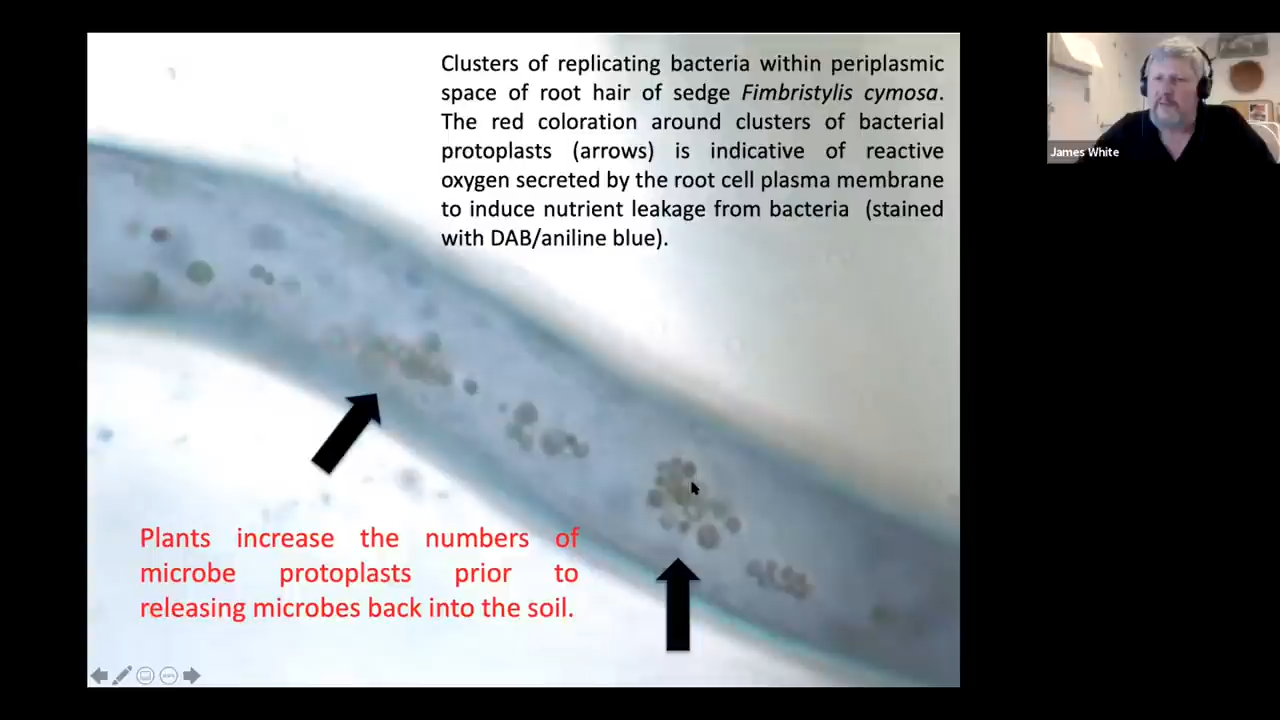 Clusters of replicating bacteria within periplasmic
space of root hair of sedge Fimbristylis cymosa.
The red coloration around clusters of bacterial
protoplasts (arrows) is indicative of reactive
oxygen secreted by the root cell plasma membrane
to induce nutrient leakage from bacteria (stained
with DAB/aniline blue).
James White
Plants increase the numbers of
microbe protoplasts prior to
releasing microbes back into the soil.